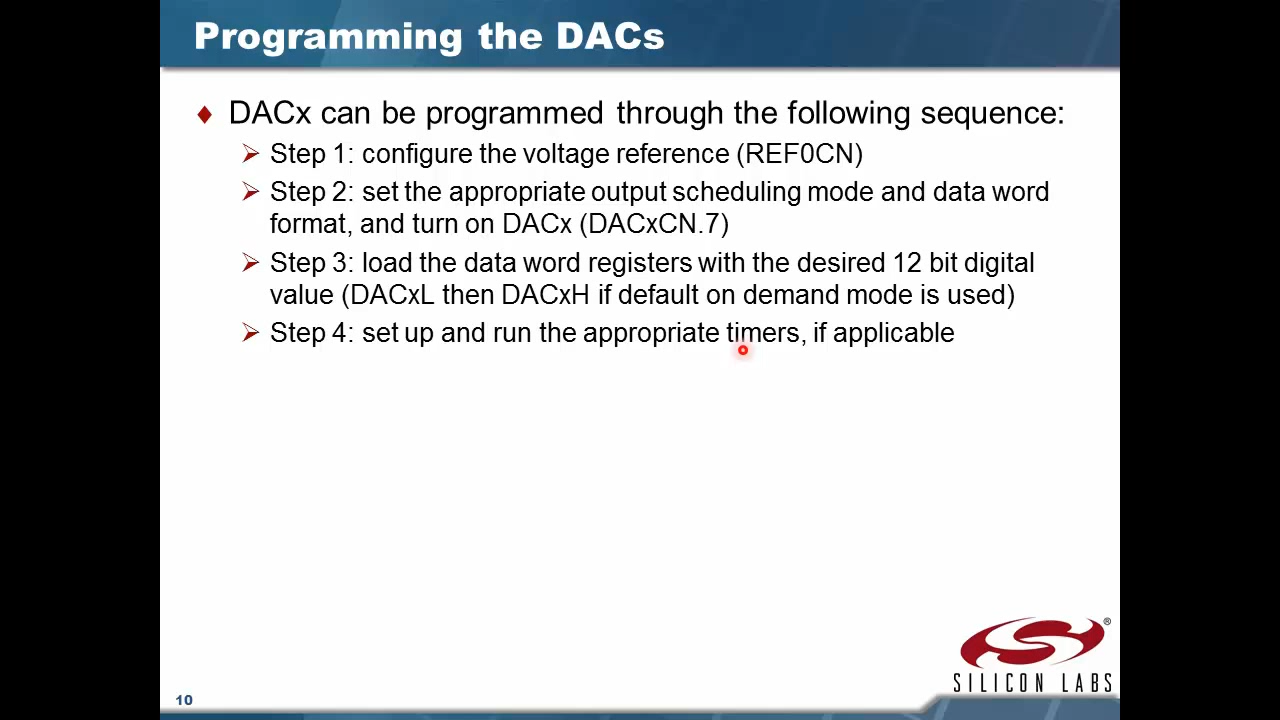 Programming the DACs
DACx can be programmed through the following sequence:
Step 1: configure the voltage reference (REF0CN)
Step 2: set the appropriate output scheduling mode and data word
format, and turn on DACx (DACxCN.7)
Step 3: load the data word registers with the desired 12 bit digital
value (DACxL then DACxH if default on demand mode is used)
Step 4: set up and run the appropriate timers, if applicable
®
SILICON LABS
10